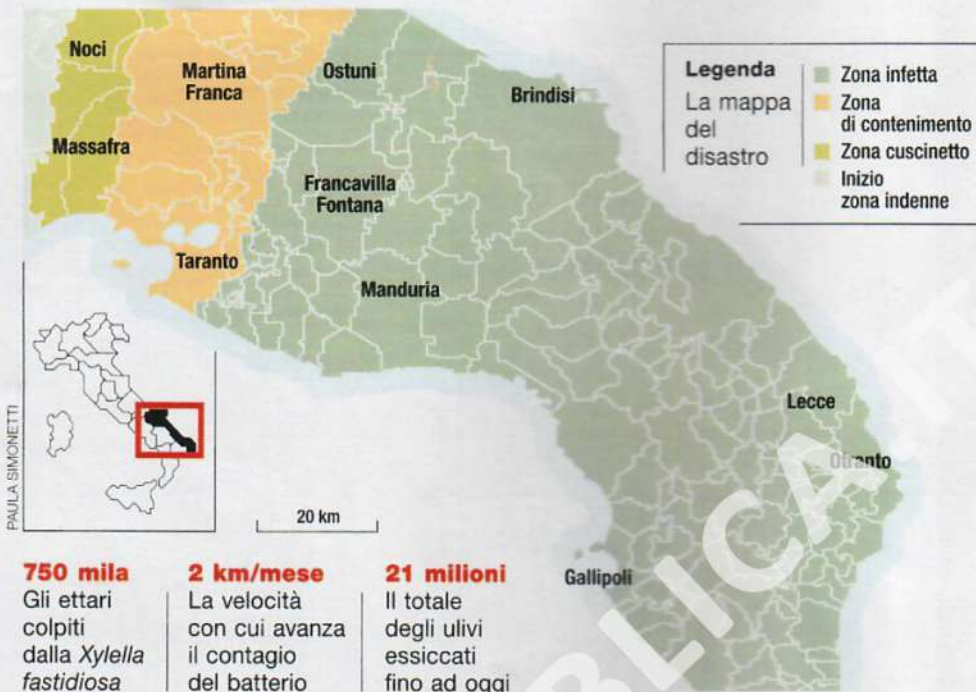 Noci
Martina
Franca
Ostuni
Brindisi
Massafra
Francavilla
Fontana
Taranto
Manduria
Lecce
Otranto
Gallipoli
Legenda
La mappa
del
disastro
Zona infetta
Zona
di contenimento
Zona cuscinetto
Inizio
zona indenne
PAULA SIMONETTI
20 km
750 mila
Gli ettari
colpiti
dalla Xylella
fastidiosa
2 km/mese
La velocità
con cui avanza
il contagio
del batterio
21 milioni
Il totale
degli ulivi
essiccati
fino ad oggi